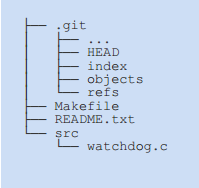 ├── .git
│   ├── ...
│   ├── HEAD
│   ├── index
│   ├── objects
│   └── refs
├── Makefile
├── README.txt
└── src
    └── watchdog.c